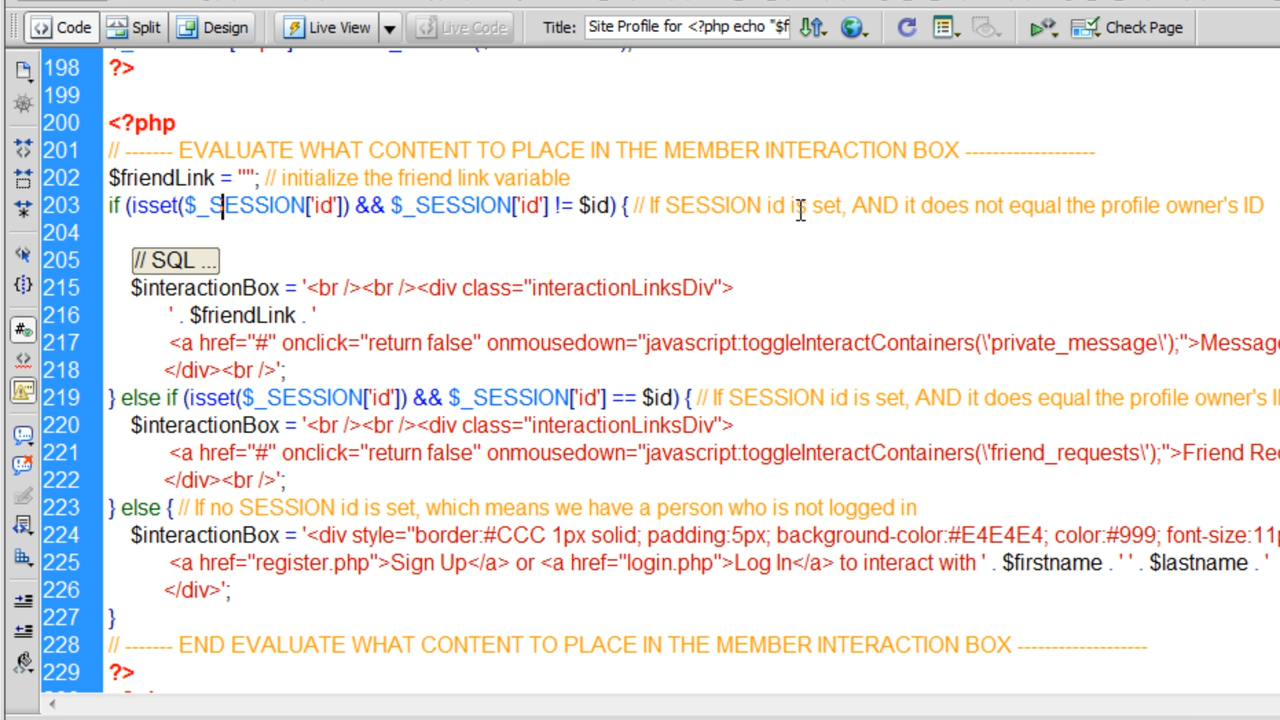 Code Split Design Live View Live Code Title: Site Profile for <?php echo "$f Check Page
198 ?>
199
200 <?php
201 // ------- EVALUATE WHAT CONTENT TO PLACE IN THE MEMBER INTERACTION BOX -------------------
202 $friendLink = ""; // initialize the friend link variable
203 if (isset($_SESSION['id']) && $_SESSION['id'] != $id) { // If SESSION id is set, AND it does not equal the profile owner's ID
204
205 // SQL ...
215 $interactionBox = '<br /><br /><div class="interactionLinksDiv">
216 ' . $friendLink . '
217 <a href="#" onclick="return false" onmousedown="javascript:toggleInteractContainers(\'private_message\');">Message
218 </div><br />';
219 } else if (isset($_SESSION['id']) && $_SESSION['id'] == $id) { // If SESSION id is set, AND it does equal the profile owner's I
220 $interactionBox = '<br /><br /><div class="interactionLinksDiv">
221 <a href="#" onclick="return false" onmousedown="javascript:toggleInteractContainers(\'friend_requests\');">Friend Re
222 </div><br />';
223 } else { // If no SESSION id is set, which means we have a person who is not logged in
224 $interactionBox = '<div style="border:#CCC 1px solid; padding:5px; background-color:#E4E4E4; color:#999; font-size:11p
225 <a href="register.php">Sign Up</a> or <a href="login.php">Log In</a> to interact with ' . $firstname . ' ' . $lastname . '
226 </div>';
227 }
228 // ------- END EVALUATE WHAT CONTENT TO PLACE IN THE MEMBER INTERACTION BOX -------------------
229 ?>